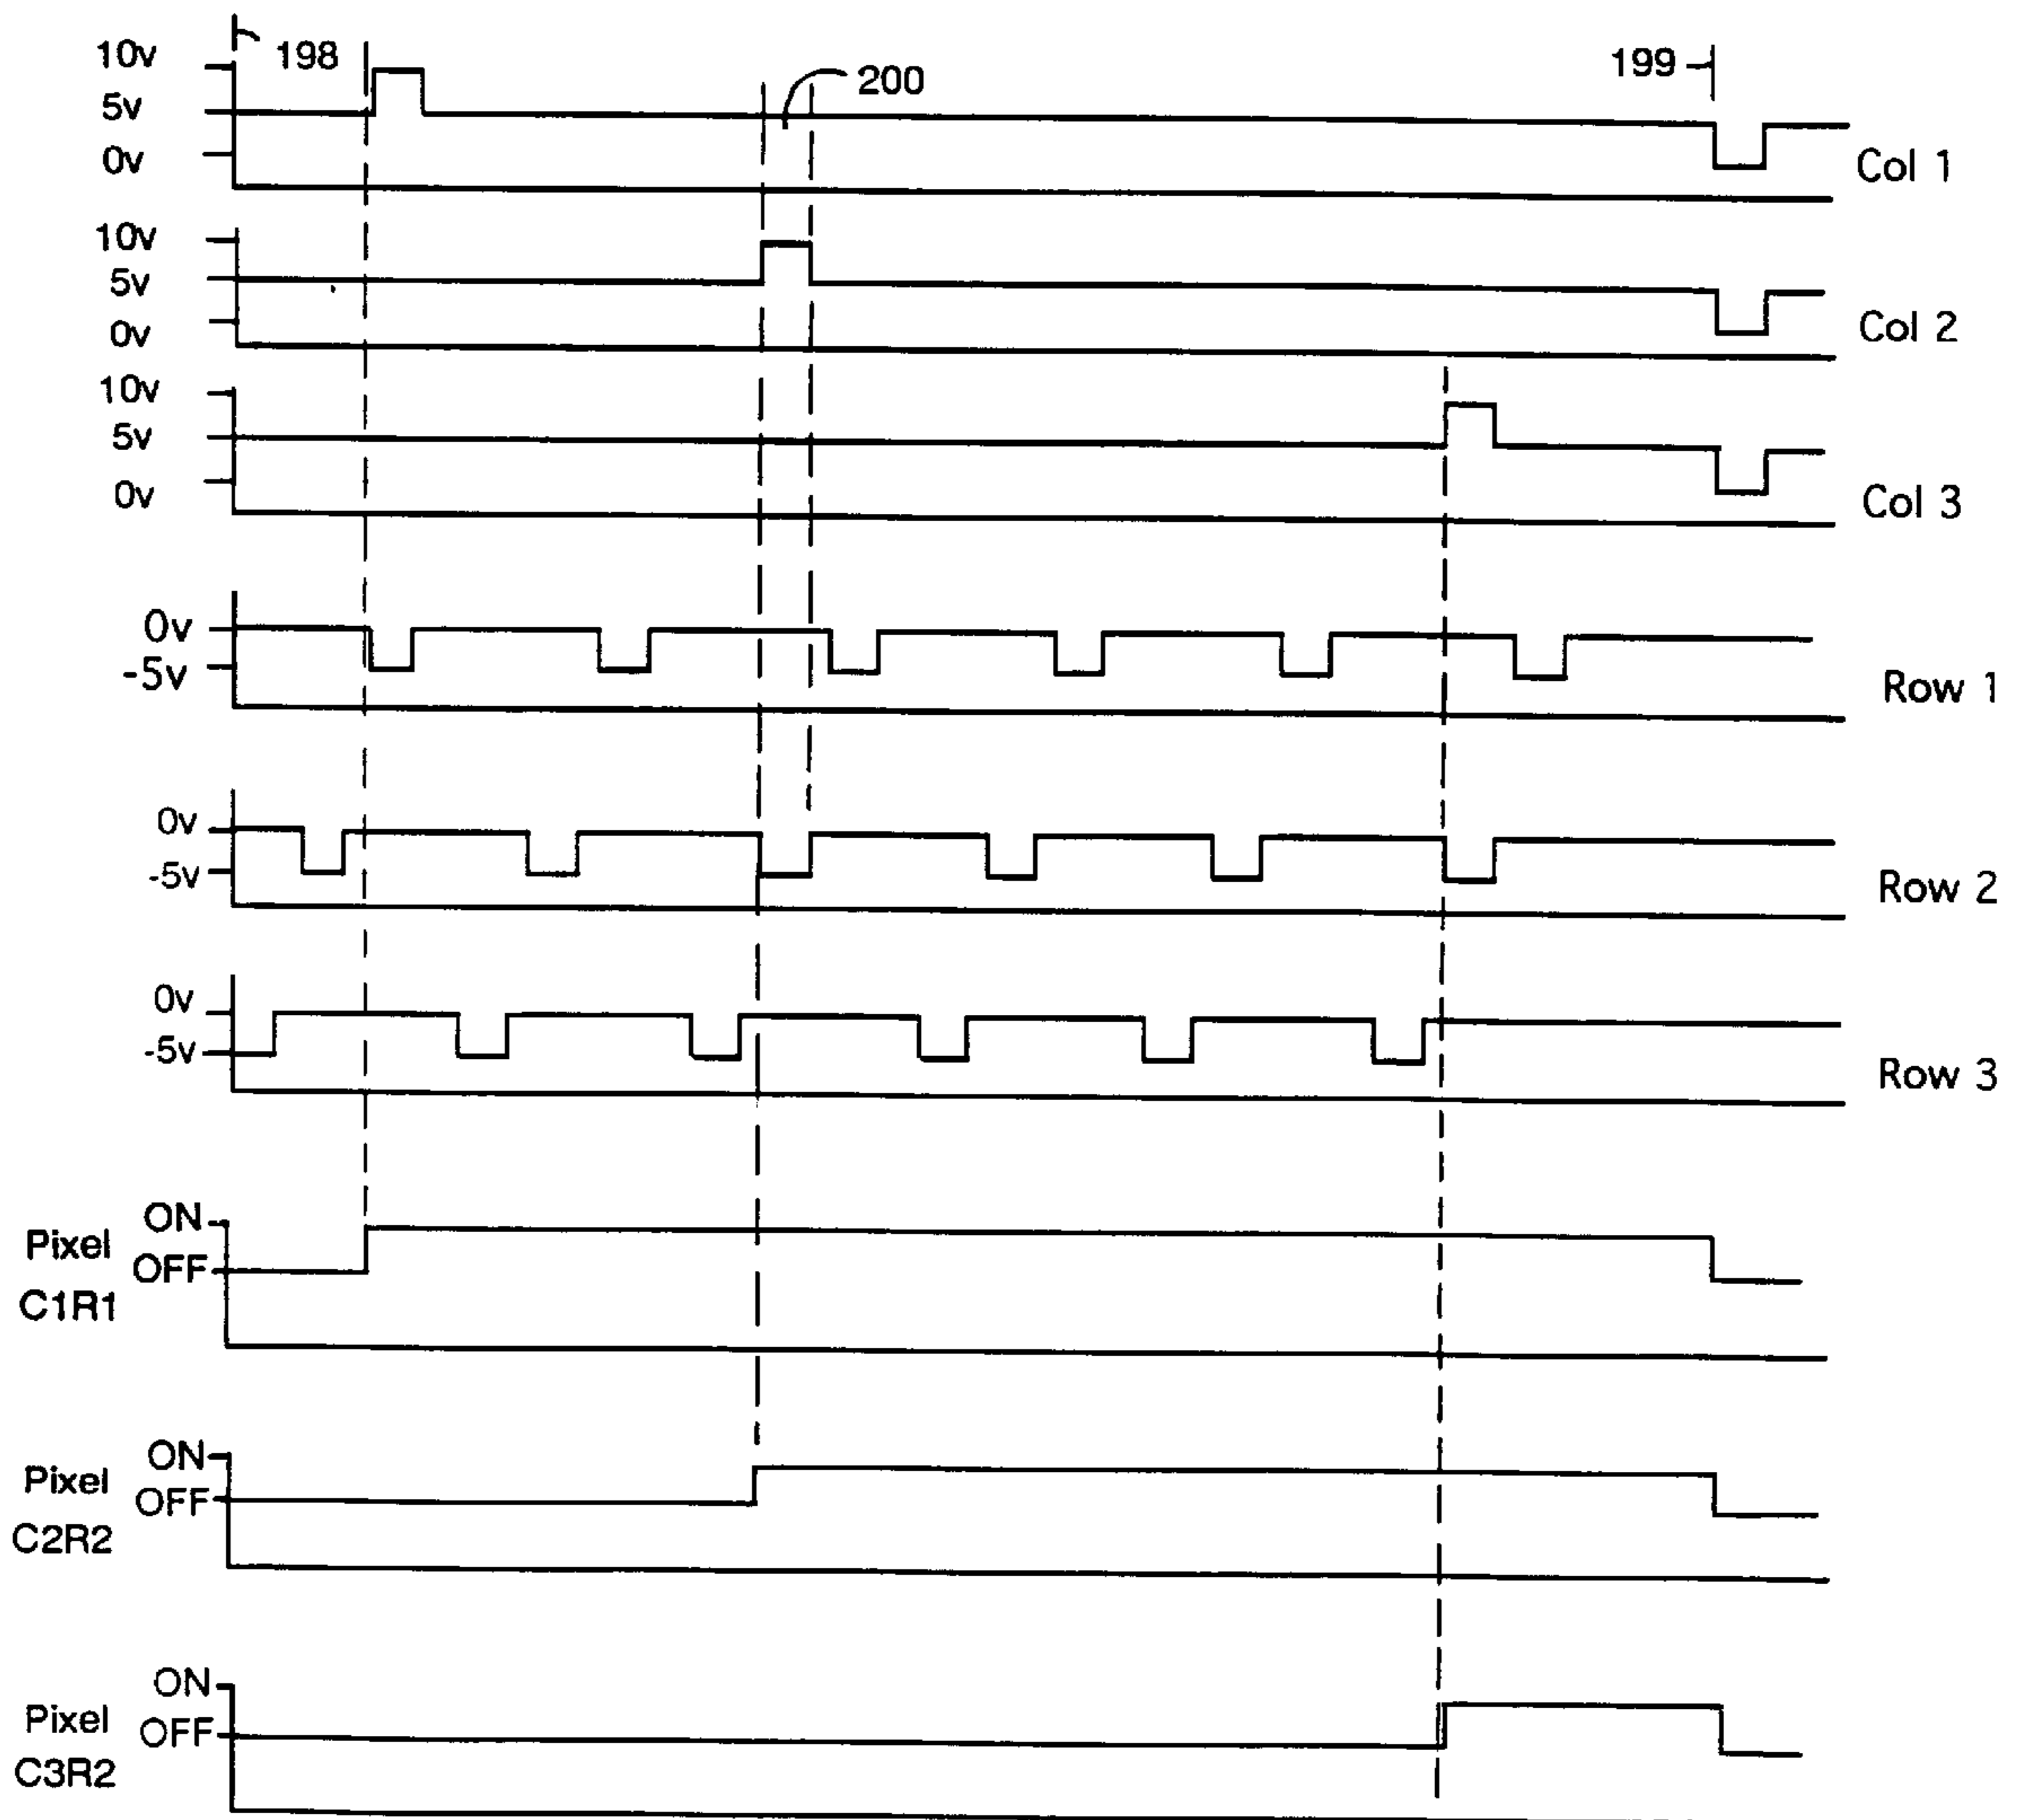 198
199
200
10v
5v
0v
Col 1
10v
5v
0v
Col 2
10v
5v
0v
Col 3
0v
-5v
Row 1
0v
-5v
Row 2
0v
-5v
Row 3
ON
Pixel
OFF
C1R1
ON
Pixel
OFF
C2R2
ON
Pixel
OFF
C3R2